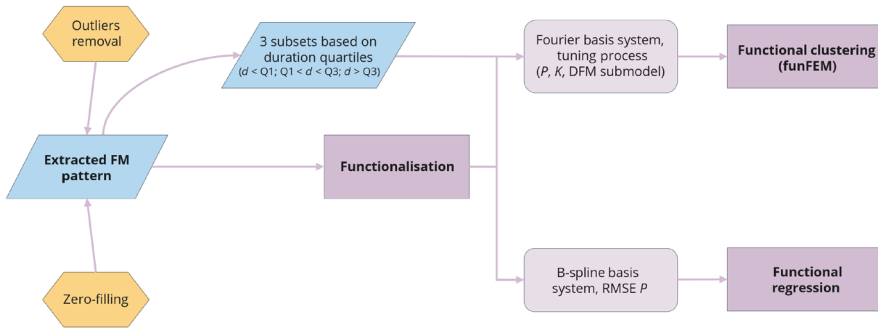 Outliers
removal
3 subsets based on
duration quartiles
(d < Q1; Q1 < d < Q3; d > Q3)
Fourier basis system,
tuning process
(P, K, DFM submodel)
Functional clustering
(funFEM)
Extracted FM
pattern
Functionalisation
Zero-filling
B-spline basis
system, RMSE P
Functional
regression